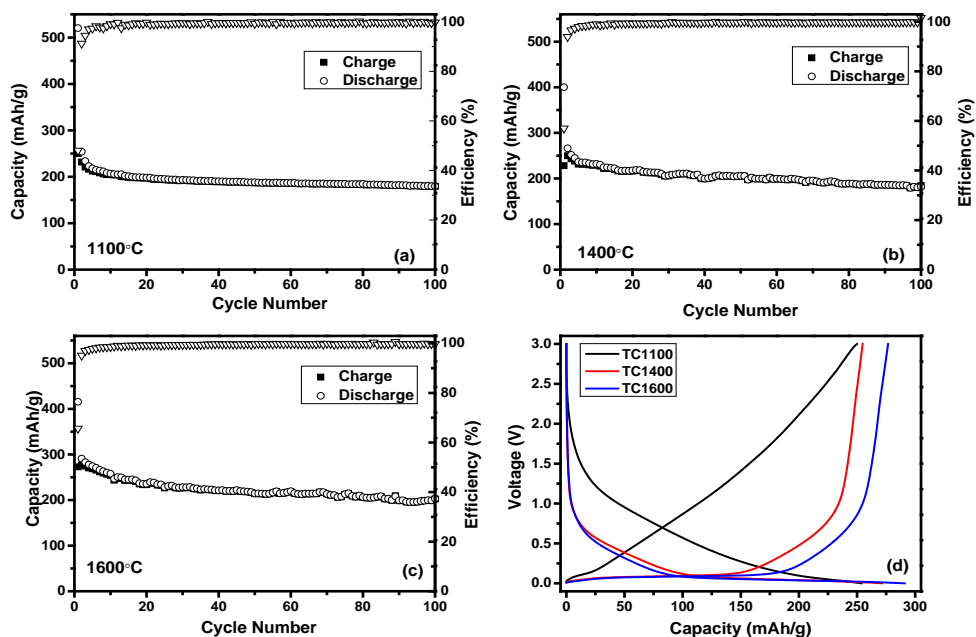 550
500
400
300
250
200
100
0
Capacity (mAh/g)
100
80
60
40
20
0
Efficiency (%)
Charge
Discharge
1100°C
(a)
0 20 40 60 80 100
Cycle Number
500
400
300
250
200
100
0
Capacity (mAh/g)
100
80
60
40
20
0
Efficiency (%)
Charge
Discharge
1400°C
(b)
0 20 40 60 80 100
Cycle Number
500
400
300
200
100
0
Capacity (mAh/g)
100
80
60
40
20
0
Efficiency (%)
Charge
Discharge
1600°C
(c)
0 20 40 60 80 100
Cycle Number
3.0
2.5
2.0
1.5
1.0
0.5
0.0
Voltage (V)
TC1100
TC1400
TC1600
(d)
0 50 100 150 200 250 300
Capacity (mAh/g)